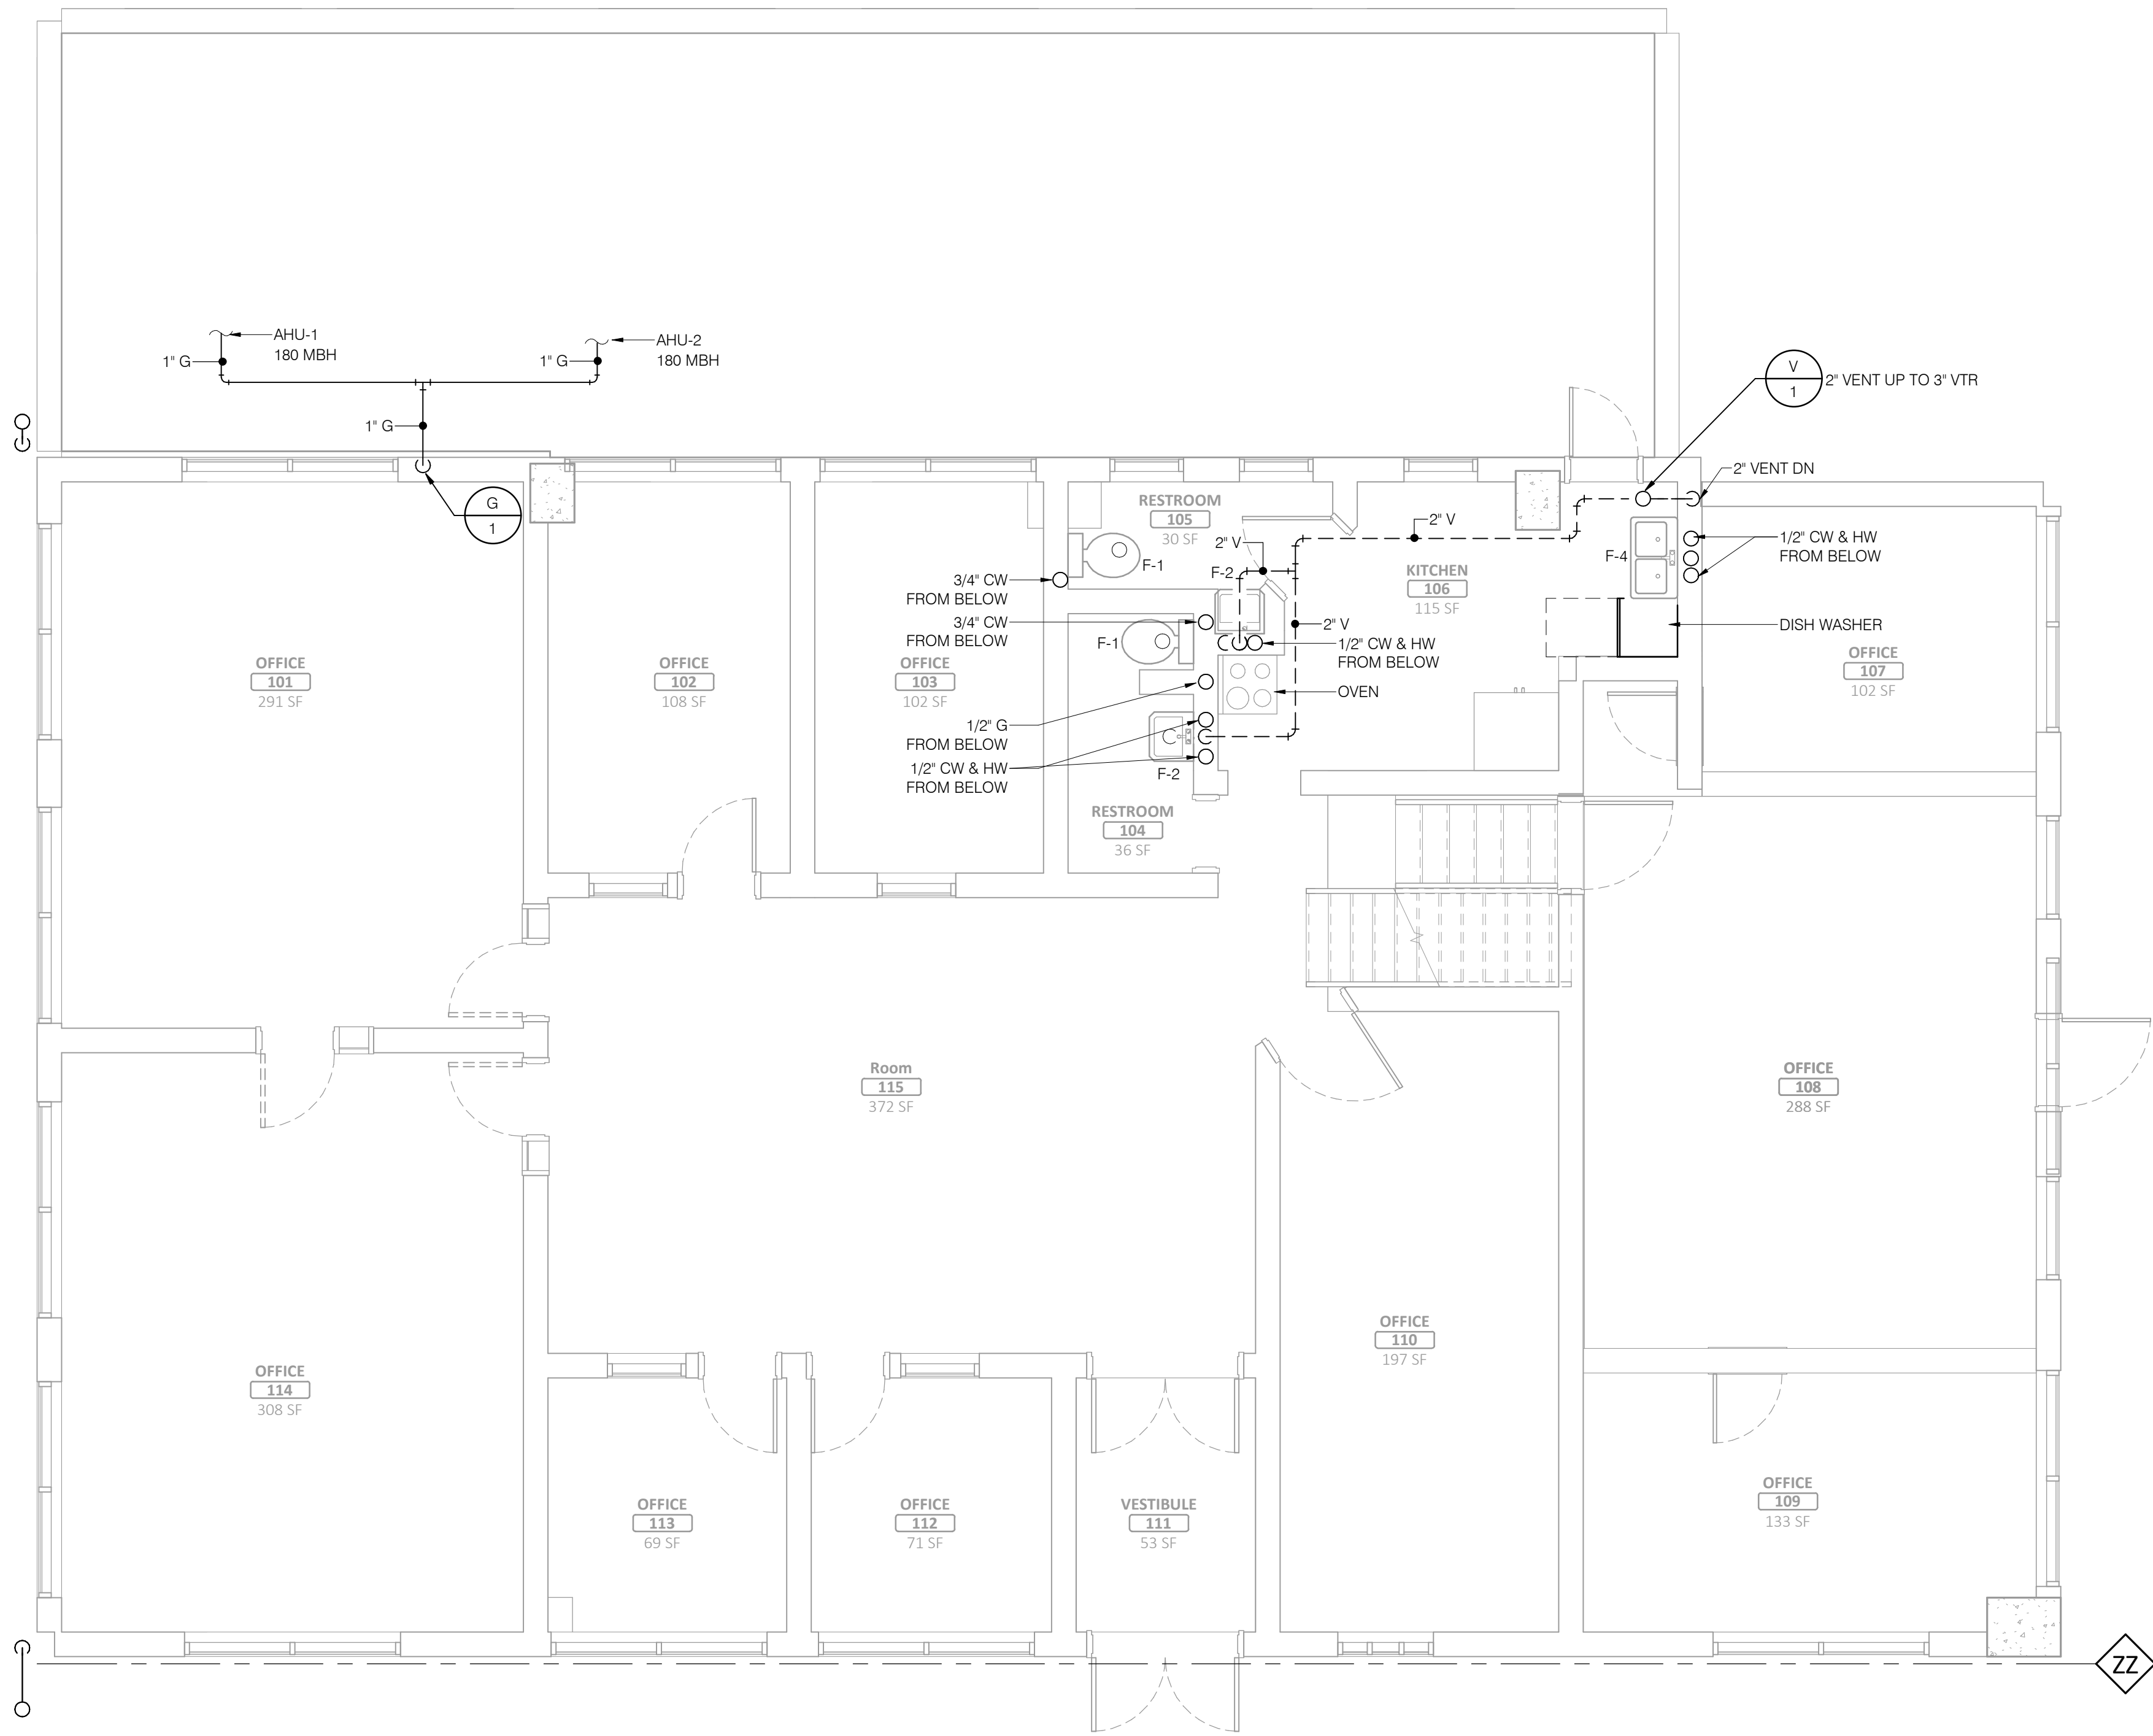 AHU-1
180 MBH
1" G
AHU-2
180 MBH
1" G
1" G
G
1
V
1
2" VENT UP TO 3" VTR
2" VENT DN
RESTROOM
105
30 SF
F-1
2" V
2" V
F-2
KITCHEN
106
115 SF
F-4
1/2" CW & HW
FROM BELOW
3/4" CW
FROM BELOW
3/4" CW
FROM BELOW
F-1
2" V
1/2" CW & HW
FROM BELOW
DISH WASHER
OVEN
OFFICE
101
291 SF
OFFICE
102
108 SF
OFFICE
103
102 SF
OFFICE
107
102 SF
1/2" G
FROM BELOW
1/2" CW & HW
FROM BELOW
F-2
RESTROOM
104
36 SF
Room
115
372 SF
OFFICE
108
288 SF
OFFICE
110
197 SF
OFFICE
114
308 SF
OFFICE
113
69 SF
OFFICE
112
71 SF
VESTIBULE
111
53 SF
OFFICE
109
133 SF
ZZ